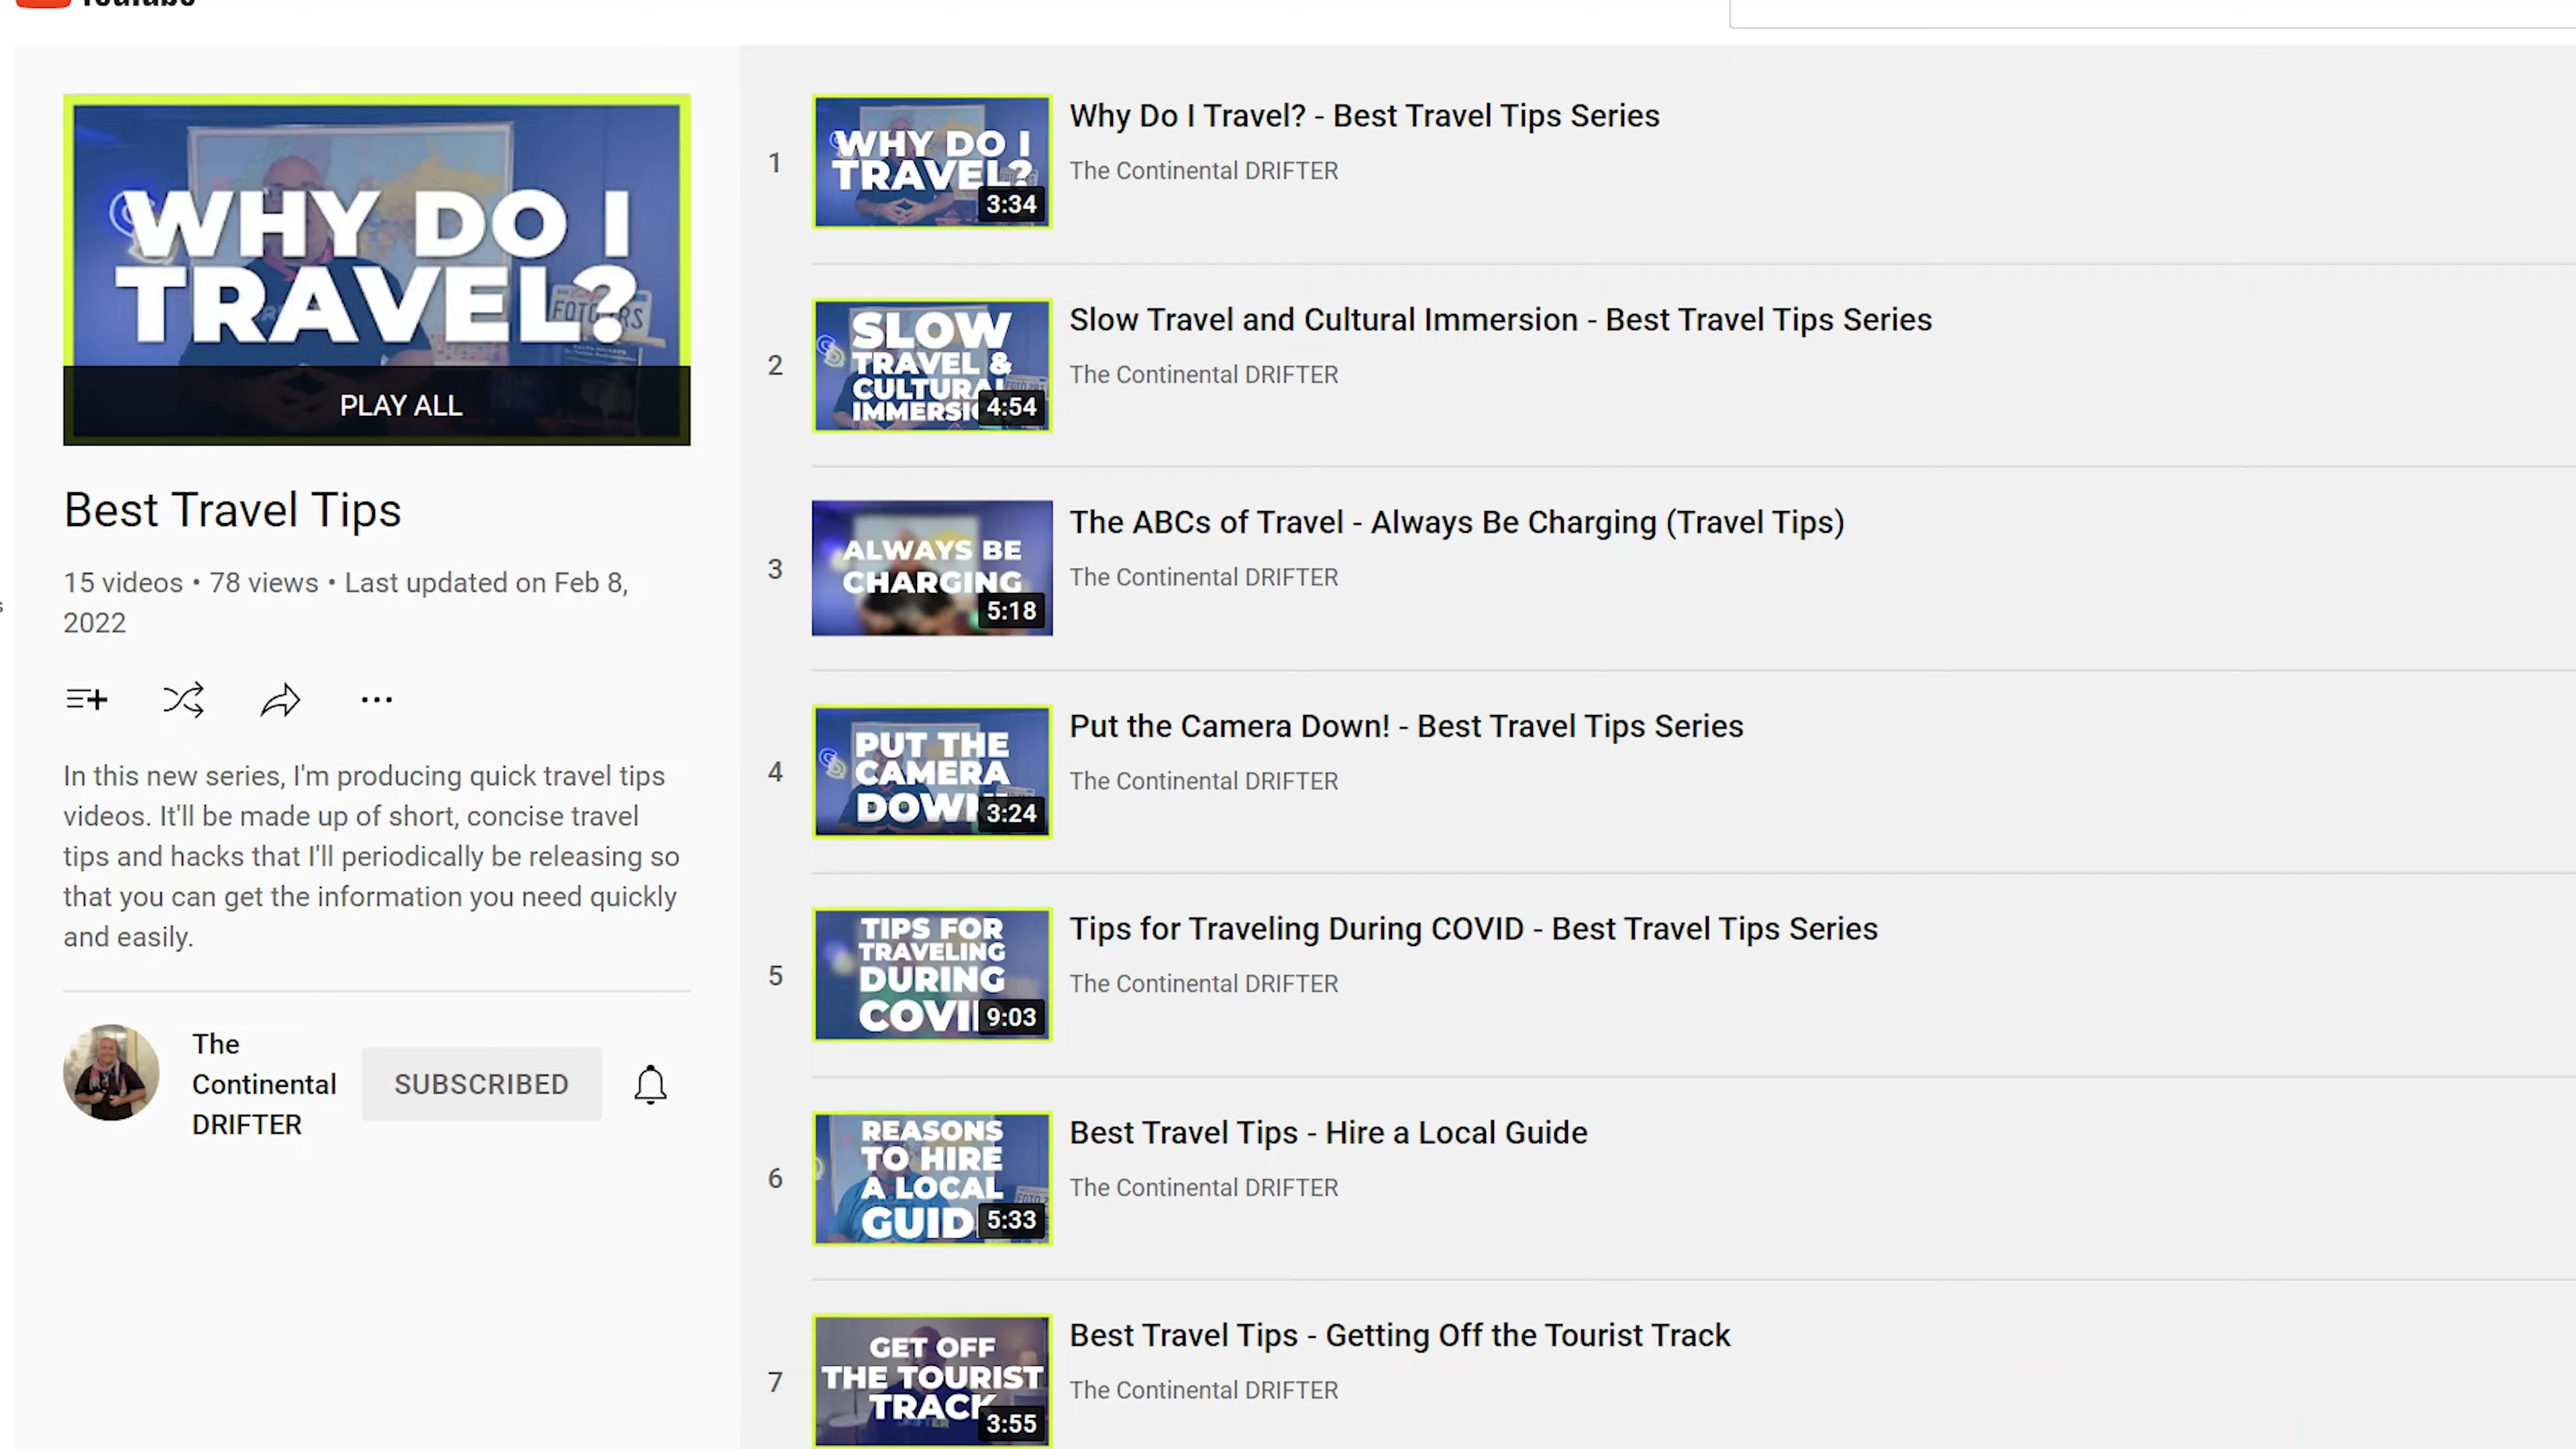 WHY DO I
TRAVEL?
PLAY ALL
Best Travel Tips
15 videos • 78 views • Last updated on Feb 8,
2022
In this new series, I'm producing quick travel tips
videos. It'll be made up of short, concise travel
tips and hacks that I'll periodically be releasing so
that you can get the information you need quickly
and easily.
The
Continental
DRIFTER
SUBSCRIBED
1
WHY DO I
TRAVEL?
3:34
Why Do I Travel? - Best Travel Tips Series
The Continental DRIFTER
2
SLOW
TRAVEL &
CULTURAL
4:54
Slow Travel and Cultural Immersion - Best Travel Tips Series
The Continental DRIFTER
3
ALWAYS BE
CHARGING
5:18
The ABCs of Travel - Always Be Charging (Travel Tips)
The Continental DRIFTER
4
PUT THE
CAMERA
3:24
Put the Camera Down! - Best Travel Tips Series
The Continental DRIFTER
5
TIPS FOR
TRAVELING
DURING
9:03
Tips for Traveling During COVID - Best Travel Tips Series
The Continental DRIFTER
6
REASONS
TO HIRE
A LOCAL
5:33
Best Travel Tips - Hire a Local Guide
The Continental DRIFTER
7
GET OFF
THE TOURIST
TRACK
3:55
Best Travel Tips - Getting Off the Tourist Track
The Continental DRIFTER